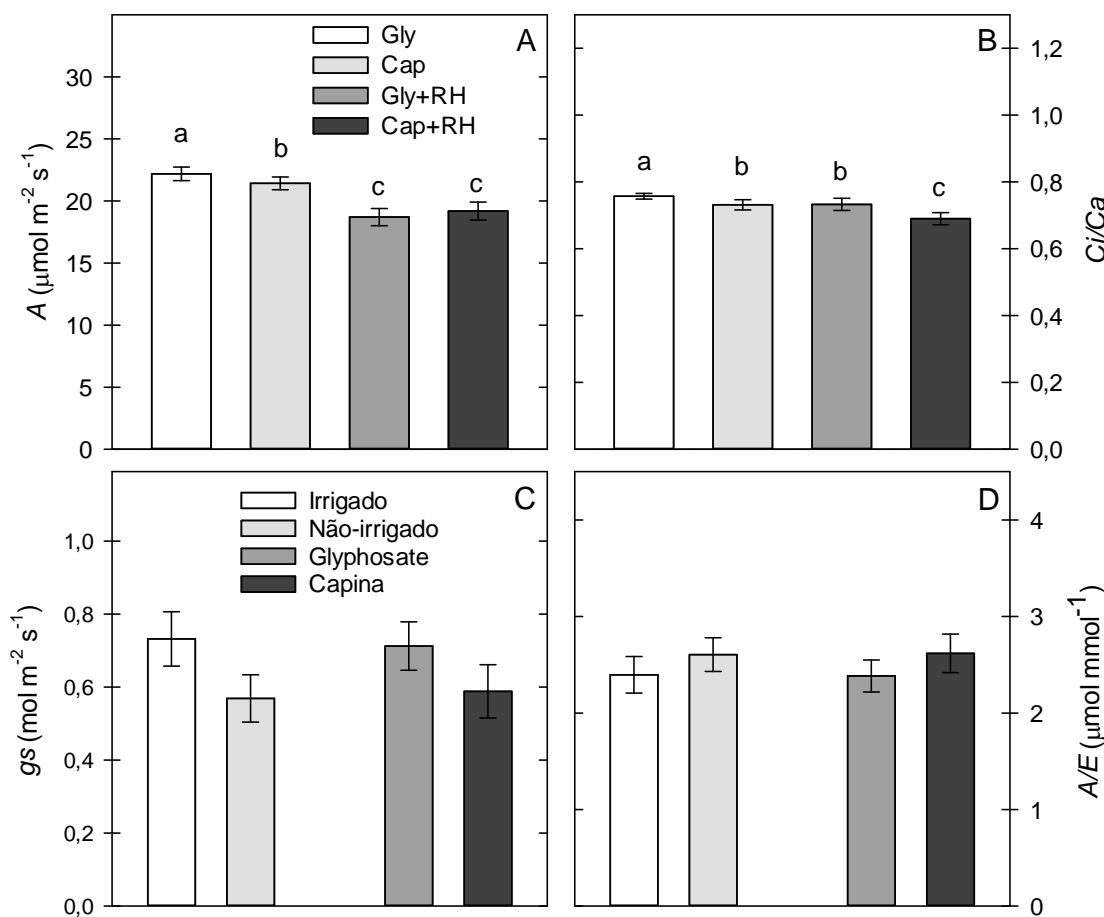 A
Gly
Cap
Gly+RH
Cap+RH
a
b
c
c
30
25
20
15
10
5
0
A (μmol m-2 s-1)
B
a
b
b
c
1,2
1,0
0,8
0,6
0,4
0,2
0,0
Ci/Ca
C
Irrigado
Não-irrigado
Glyphosate
Capina
1,0
0,8
0,6
0,4
0,2
0,0
gs (mol m-2 s-1)
D
4
3
2
1
0
A/E (μmol mmol-1)